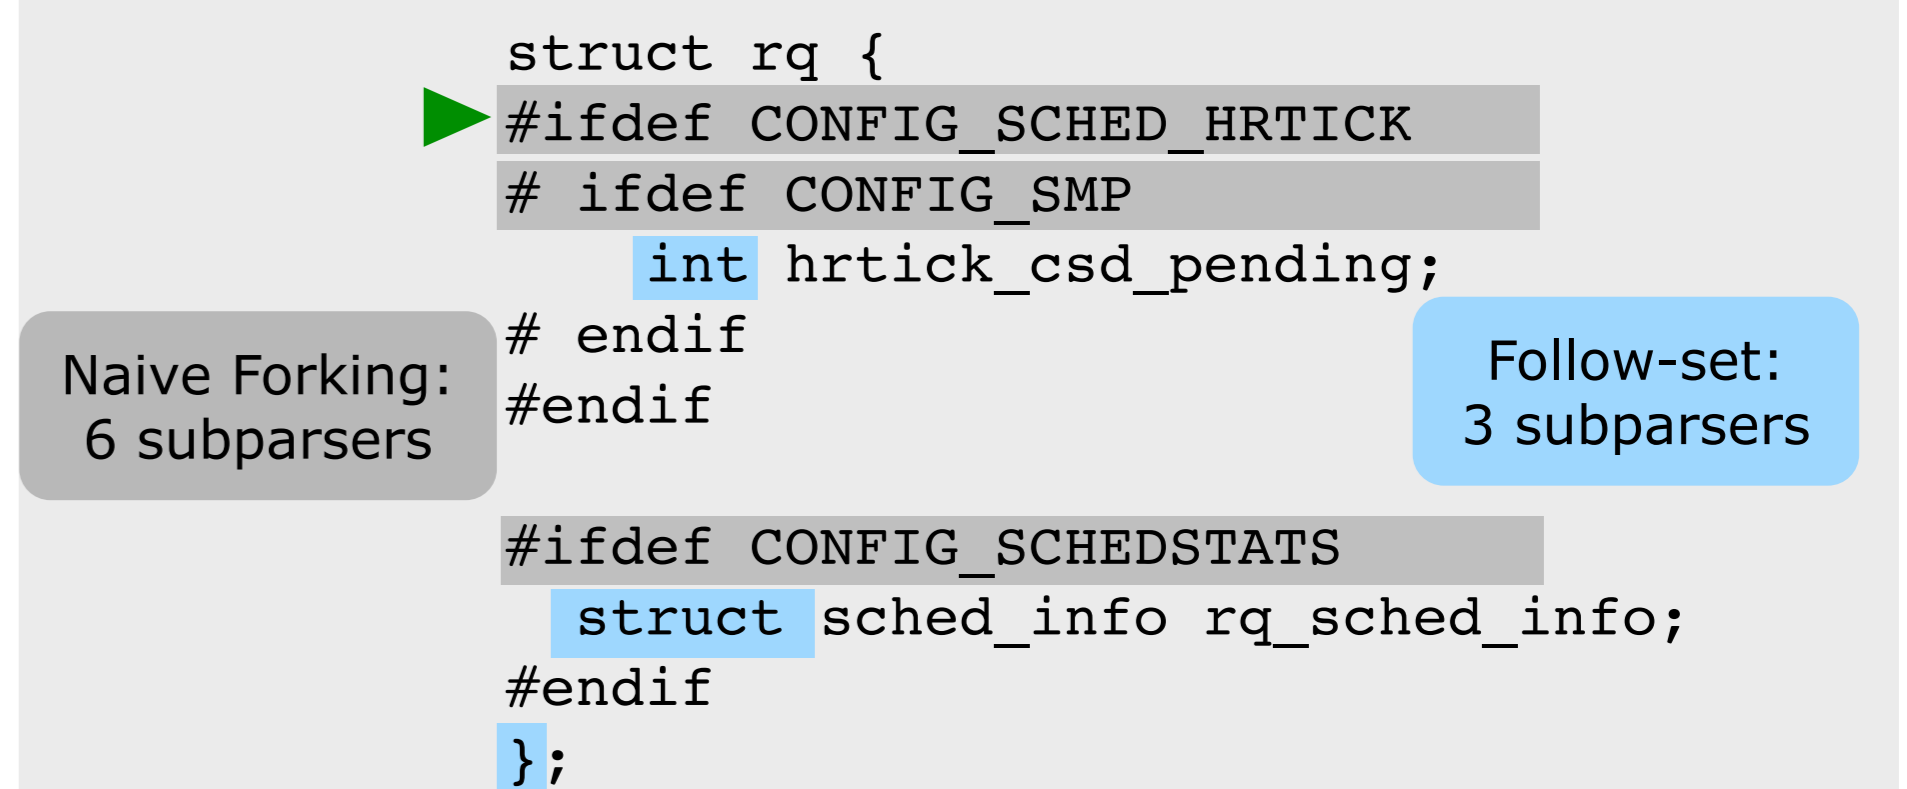 struct rq {
#ifdef CONFIG_SCHED_HRTICK
# ifdef CONFIG_SMP
int hrtick_csd_pending;
# endif
#endif
Naive Forking:
6 subparsers
Follow-set:
3 subparsers
#ifdef CONFIG_SCHEDSTATS
struct sched_info rq_sched_info;
#endif
};